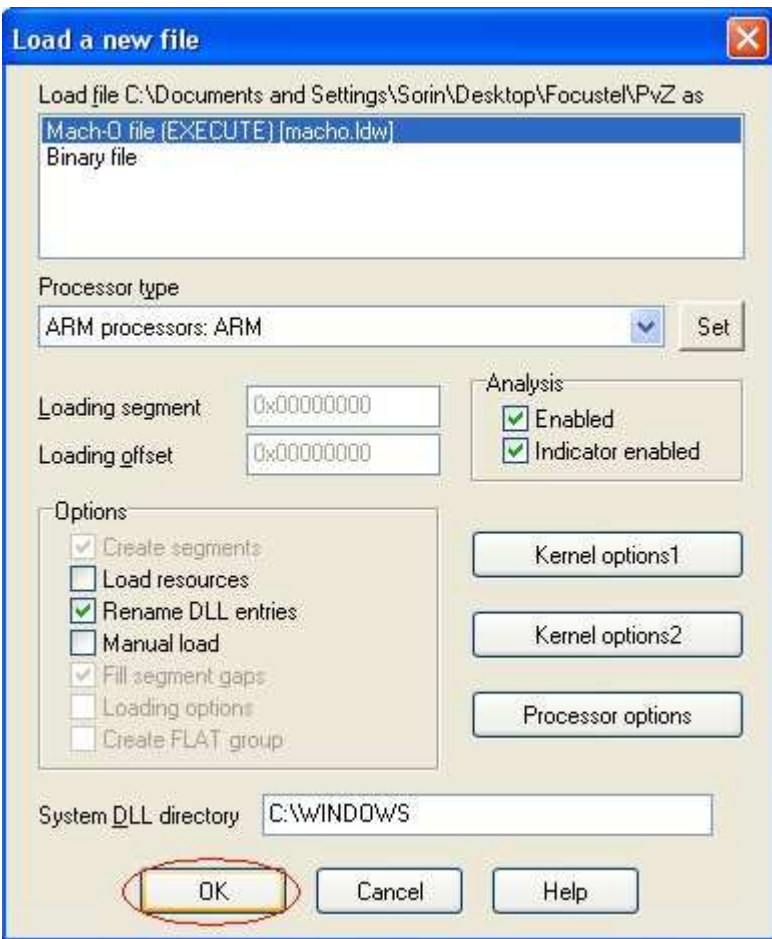 Load a new file
Load file C:\Documents and Settings\Sorin\Desktop\Focustel\PvZ as
Mach-O file (EXECUTE) [macho.ldw]
Binary file
Processor type
ARM processors: ARM
Set
Loading segment
0x00000000
Loading offset
0x00000000
Analysis
Enabled
Indicator enabled
Options
Create segments
Load resources
Rename DLL entries
Manual load
Fill segment gaps
Loading options
Create FLAT group
Kernel options1
Kernel options2
Processor options
System DLL directory
C:\WINDOWS
OK
Cancel
Help